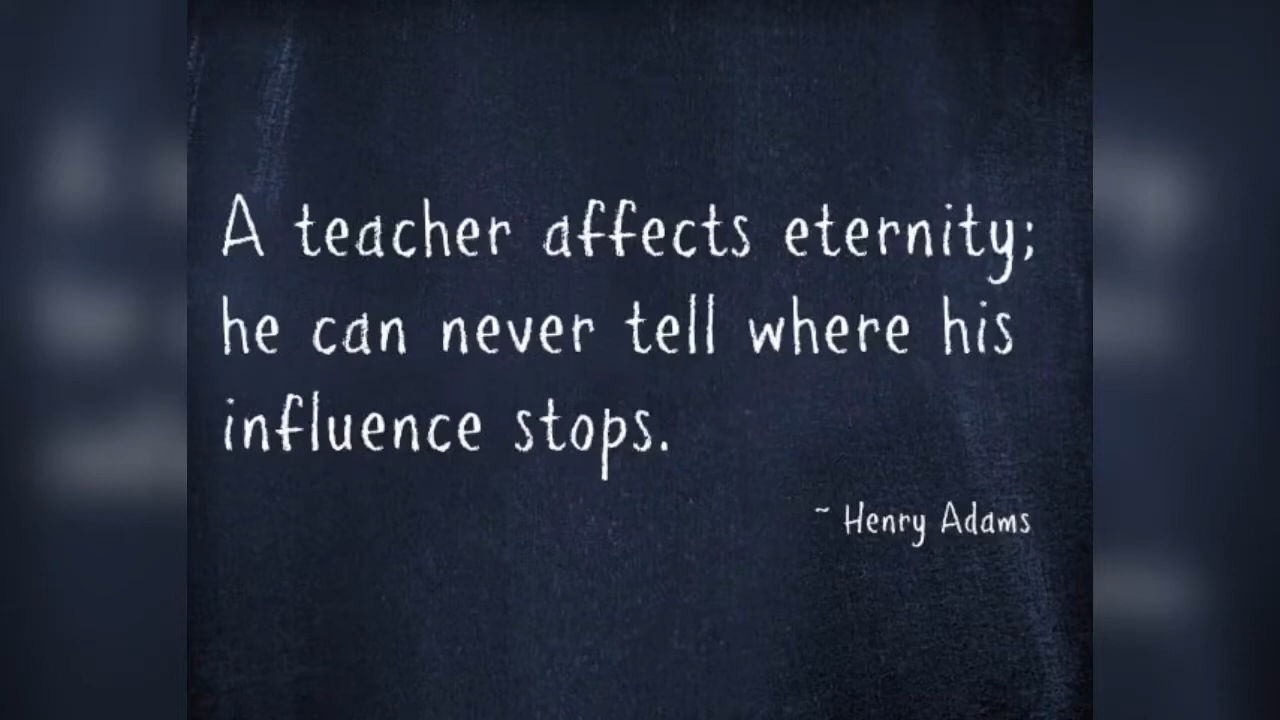 A teacher affects eternity;
he can never tell where his
influence stops.
~ Henry Adams